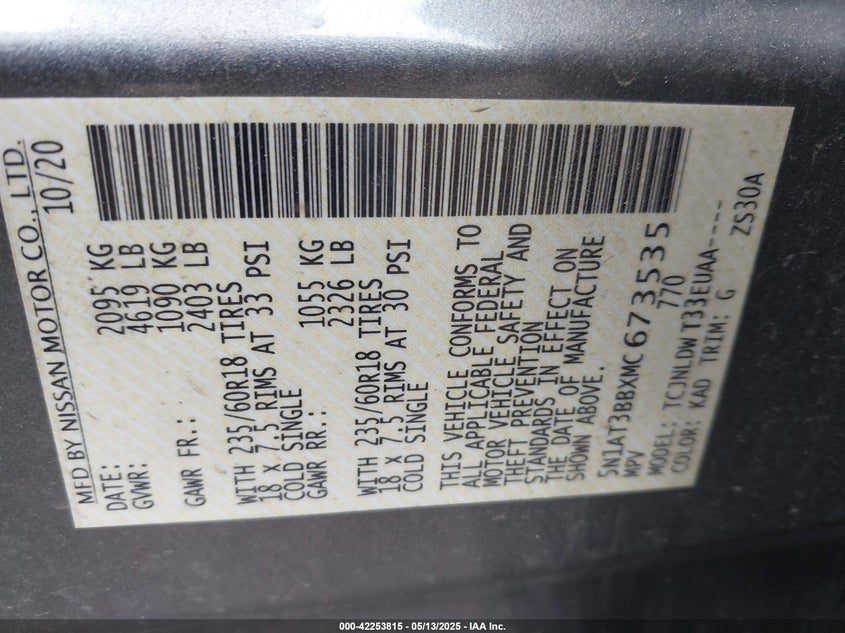 MFD BY NISSAN MOTOR CO., LTD.
DATE: 10/20
GVWR: 2095 KG
4619 LB
GAWR FR.: 1090 KG
2403 LB
WITH 235/60R18 TIRES
18 X 7.5 RIMS AT 33 PSI
COLD SINGLE
GAWR RR.: 1055 KG
2326 LB
WITH 235/60R18 TIRES
18 X 7.5 RIMS AT 30 PSI
COLD SINGLE
THIS VEHICLE CONFORMS TO
ALL APPLICABLE FEDERAL
MOTOR VEHICLE SAFETY AND
THEFT PREVENTION
STANDARDS IN EFFECT ON
THE DATE OF MANUFACTURE
SHOWN ABOVE.
5N1AT3BBXMC673535
MPV 770
MODEL: TCJNLDW T33EUAA----
COLOR: KAD TRIM: G ZS30A
000-42253815 - 05/13/2025 - IAA Inc.